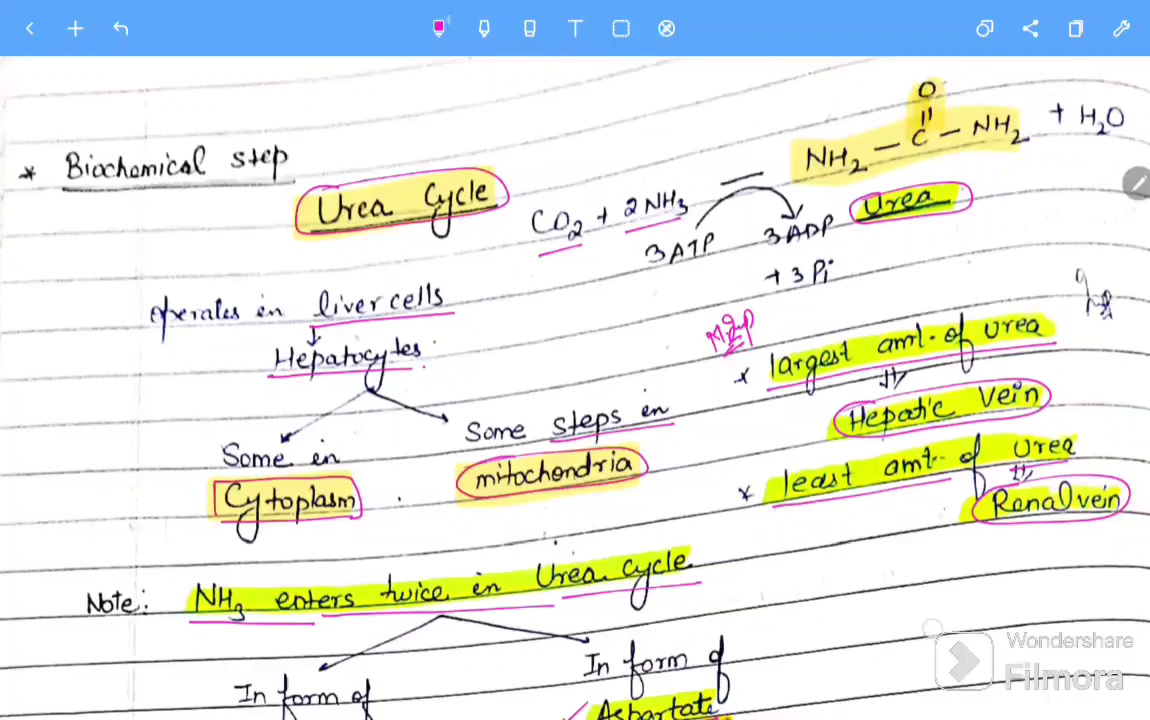 * Biochemical step
Urea Cycle
CO2 + 2NH3
3ATP
3ADP
+ 3Pi
O
||
NH2 — C — NH2 + H2O
Urea
operates in liver cells
Hepatocytes
Some in
Cytoplasm
Some steps in
mitochondria
M. Imp
* largest amt. of urea
Hepatic Vein
* least amt. of urea
Renal vein
Note: NH3 enters twice in Urea cycle
In form of
In form of
Aspartate
Wondershare
Filmora